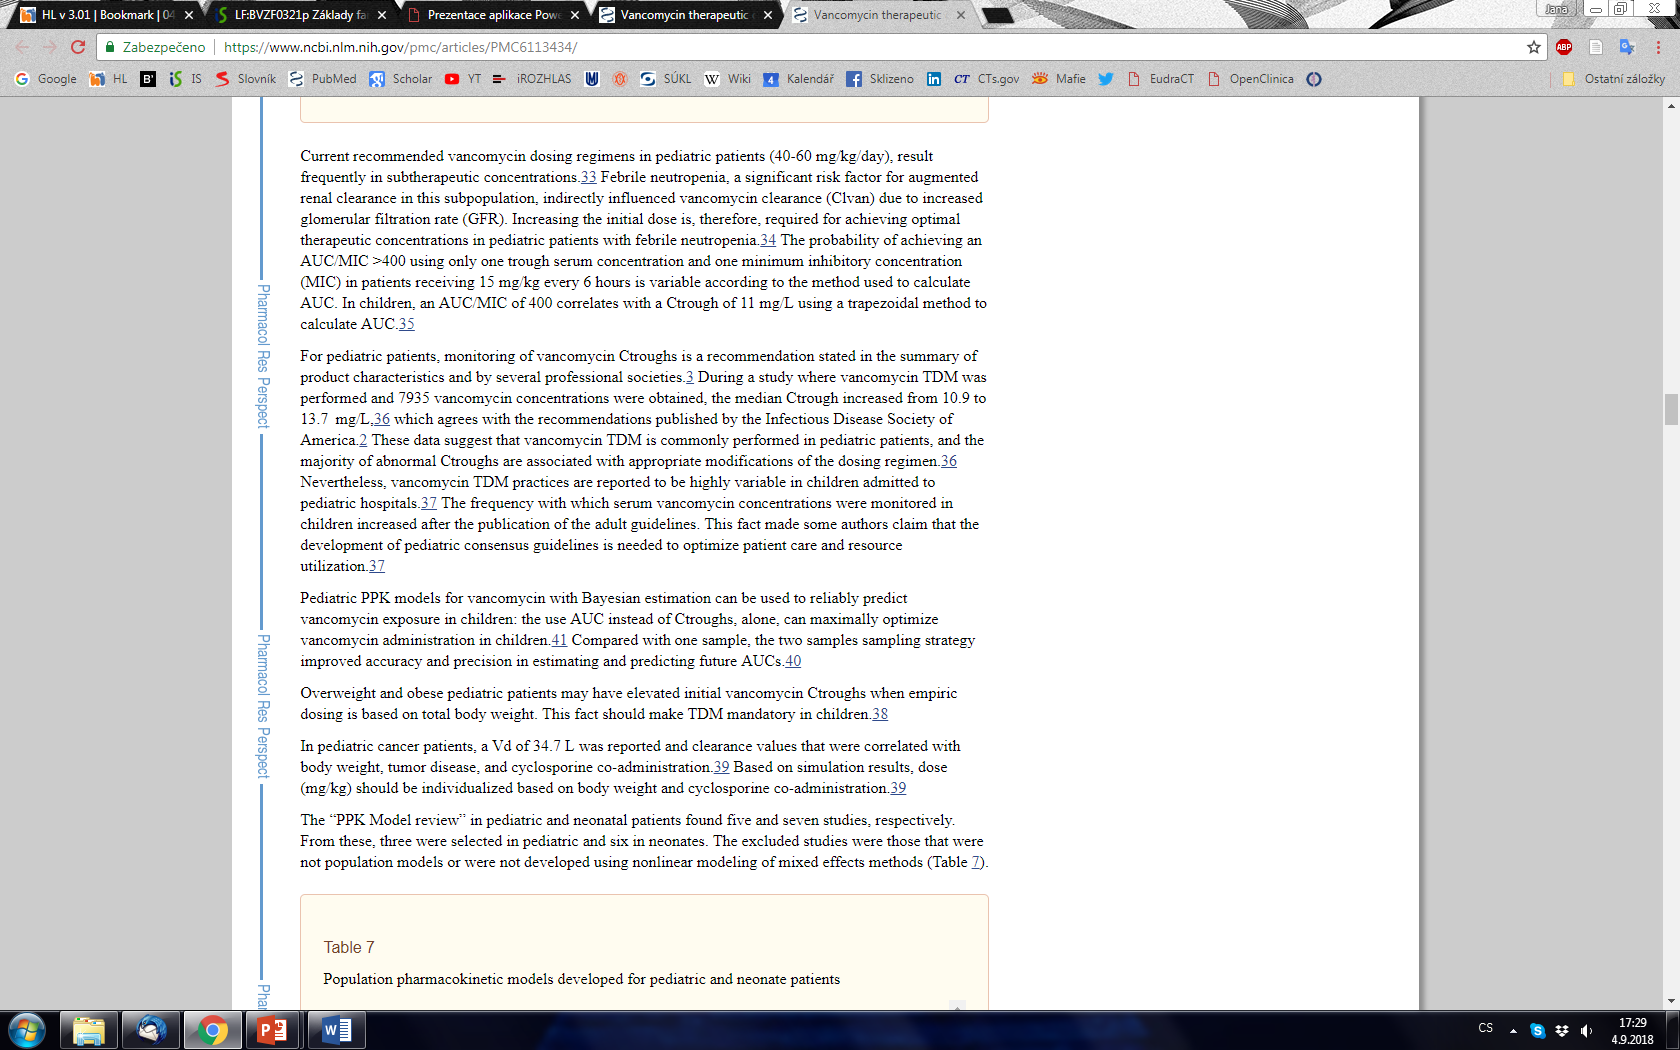 HL v 3.01 | Bookmark | 04
LF:BVZF0321p Základy fa
Prezentace aplikace Pow
Vancomycin therapeutic
Vancomycin therapeutic
Jana
Zabezpečeno
https://www.ncbi.nlm.nih.gov/pmc/articles/PMC6113434/
ABP
Google HL B' IS Slovník PubMed Scholar YT iROZHLAS SÚKL Wiki Kalendář Sklizeno CTs.gov Mafie EudraCT OpenClinica Ostatní záložky
Current recommended vancomycin dosing regimens in pediatric patients (40-60 mg/kg/day), result
frequently in subtherapeutic concentrations.33 Febrile neutropenia, a significant risk factor for augmented
renal clearance in this subpopulation, indirectly influenced vancomycin clearance (Clvan) due to increased
glomerular filtration rate (GFR). Increasing the initial dose is, therefore, required for achieving optimal
therapeutic concentrations in pediatric patients with febrile neutropenia.34 The probability of achieving an
AUC/MIC >400 using only one trough serum concentration and one minimum inhibitory concentration
(MIC) in patients receiving 15 mg/kg every 6 hours is variable according to the method used to calculate
AUC. In children, an AUC/MIC of 400 correlates with a Ctrough of 11 mg/L using a trapezoidal method to
calculate AUC.35
For pediatric patients, monitoring of vancomycin Ctroughs is a recommendation stated in the summary of
product characteristics and by several professional societies.3 During a study where vancomycin TDM was
performed and 7935 vancomycin concentrations were obtained, the median Ctrough increased from 10.9 to
13.7 mg/L,36 which agrees with the recommendations published by the Infectious Disease Society of
America.2 These data suggest that vancomycin TDM is commonly performed in pediatric patients, and the
majority of abnormal Ctroughs are associated with appropriate modifications of the dosing regimen.36
Nevertheless, vancomycin TDM practices are reported to be highly variable in children admitted to
pediatric hospitals.37 The frequency with which serum vancomycin concentrations were monitored in
children increased after the publication of the adult guidelines. This fact made some authors claim that the
development of pediatric consensus guidelines is needed to optimize patient care and resource
utilization.37
Pediatric PPK models for vancomycin with Bayesian estimation can be used to reliably predict
vancomycin exposure in children: the use AUC instead of Ctroughs, alone, can maximally optimize
vancomycin administration in children.41 Compared with one sample, the two samples sampling strategy
improved accuracy and precision in estimating and predicting future AUCs.40
Overweight and obese pediatric patients may have elevated initial vancomycin Ctroughs when empiric
dosing is based on total body weight. This fact should make TDM mandatory in children.38
In pediatric cancer patients, a Vd of 34.7 L was reported and clearance values that were correlated with
body weight, tumor disease, and cyclosporine co-administration.39 Based on simulation results, dose
(mg/kg) should be individualized based on body weight and cyclosporine co-administration.39
The “PPK Model review” in pediatric and neonatal patients found five and seven studies, respectively.
From these, three were selected in pediatric and six in neonates. The excluded studies were those that were
not population models or were not developed using nonlinear modeling of mixed effects methods (Table 7).
Table 7
Population pharmacokinetic models developed for pediatric and neonate patients
Pharmacol Res Perspect
Pharmacol Res Perspect
Phar
CS
17:29
4.9.2018